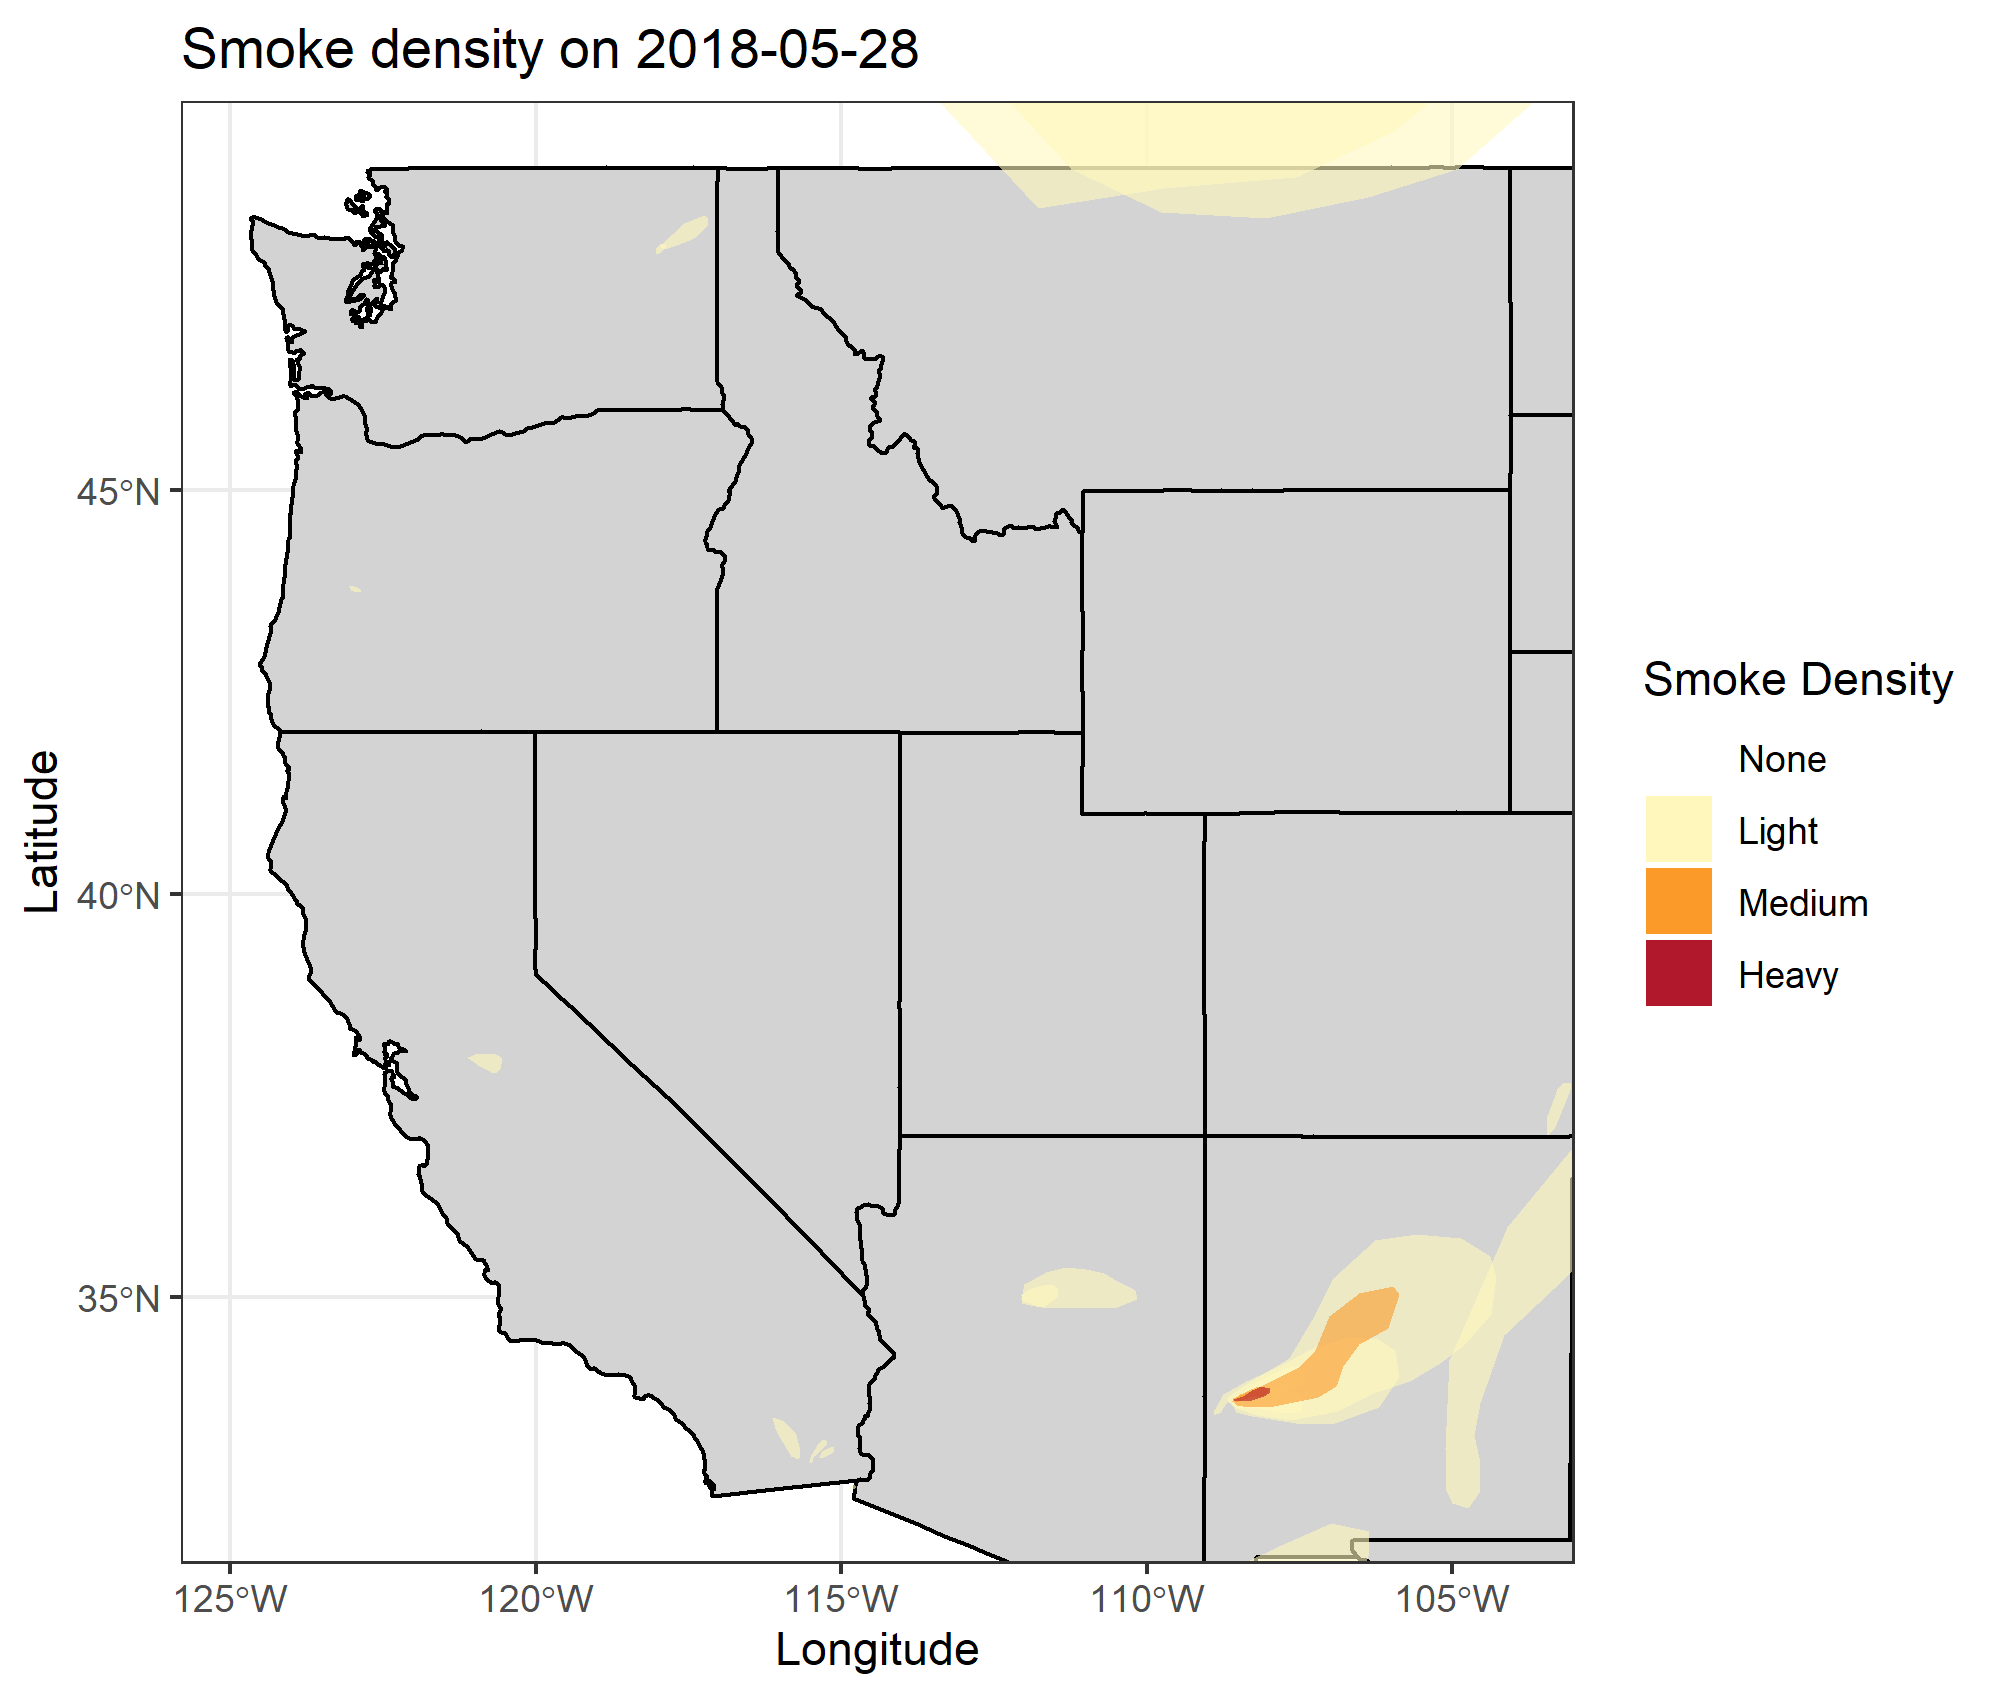 Smoke density on 2018-05-28
45°N
40°N
35°N
125°W
120°W
115°W
110°W
105°W
Longitude
Latitude
Smoke Density
None
Light
Medium
Heavy